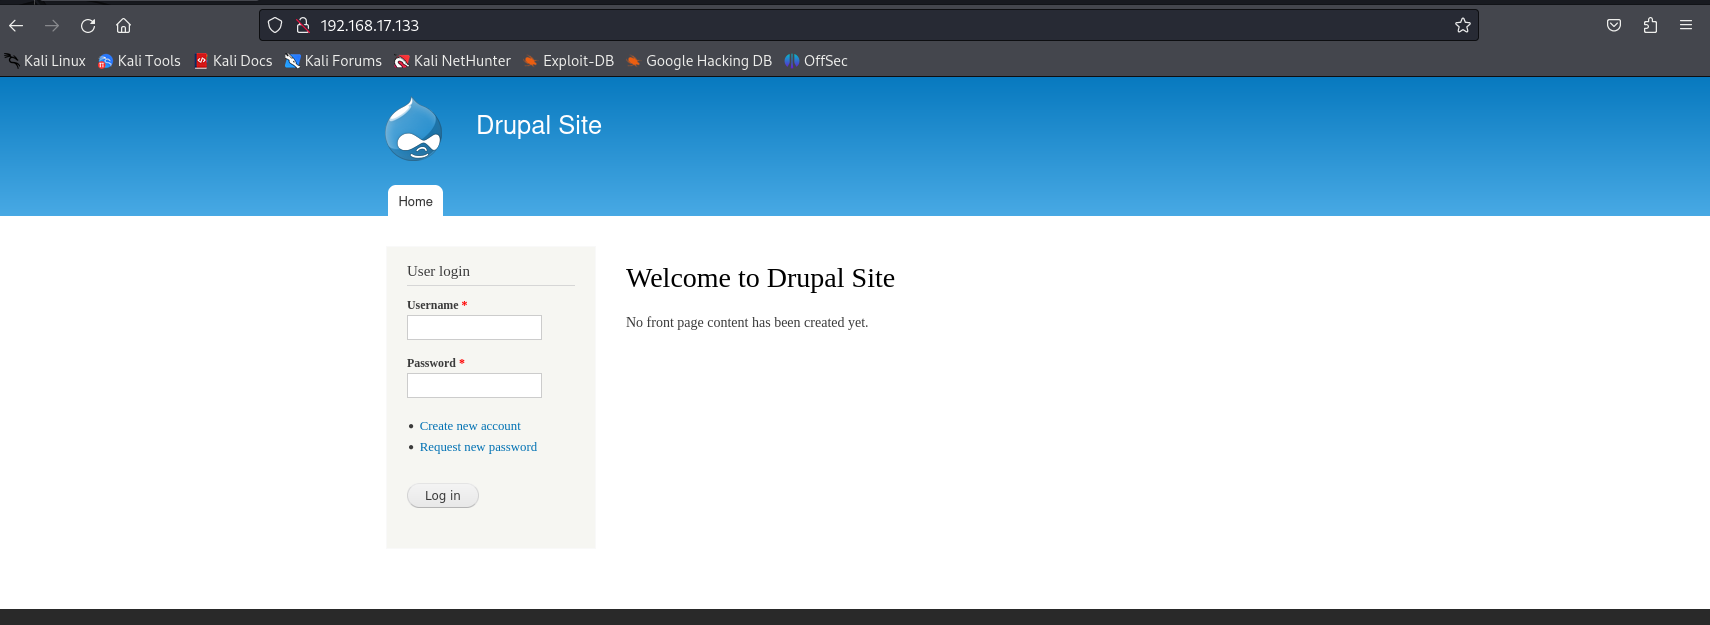 192.168.17.133
Kali Linux Kali Tools Kali Docs Kali Forums Kali NetHunter Exploit-DB Google Hacking DB OffSec
Drupal Site
Home
User login
Username *
Password *
Create new account
Request new password
Log in
Welcome to Drupal Site
No front page content has been created yet.